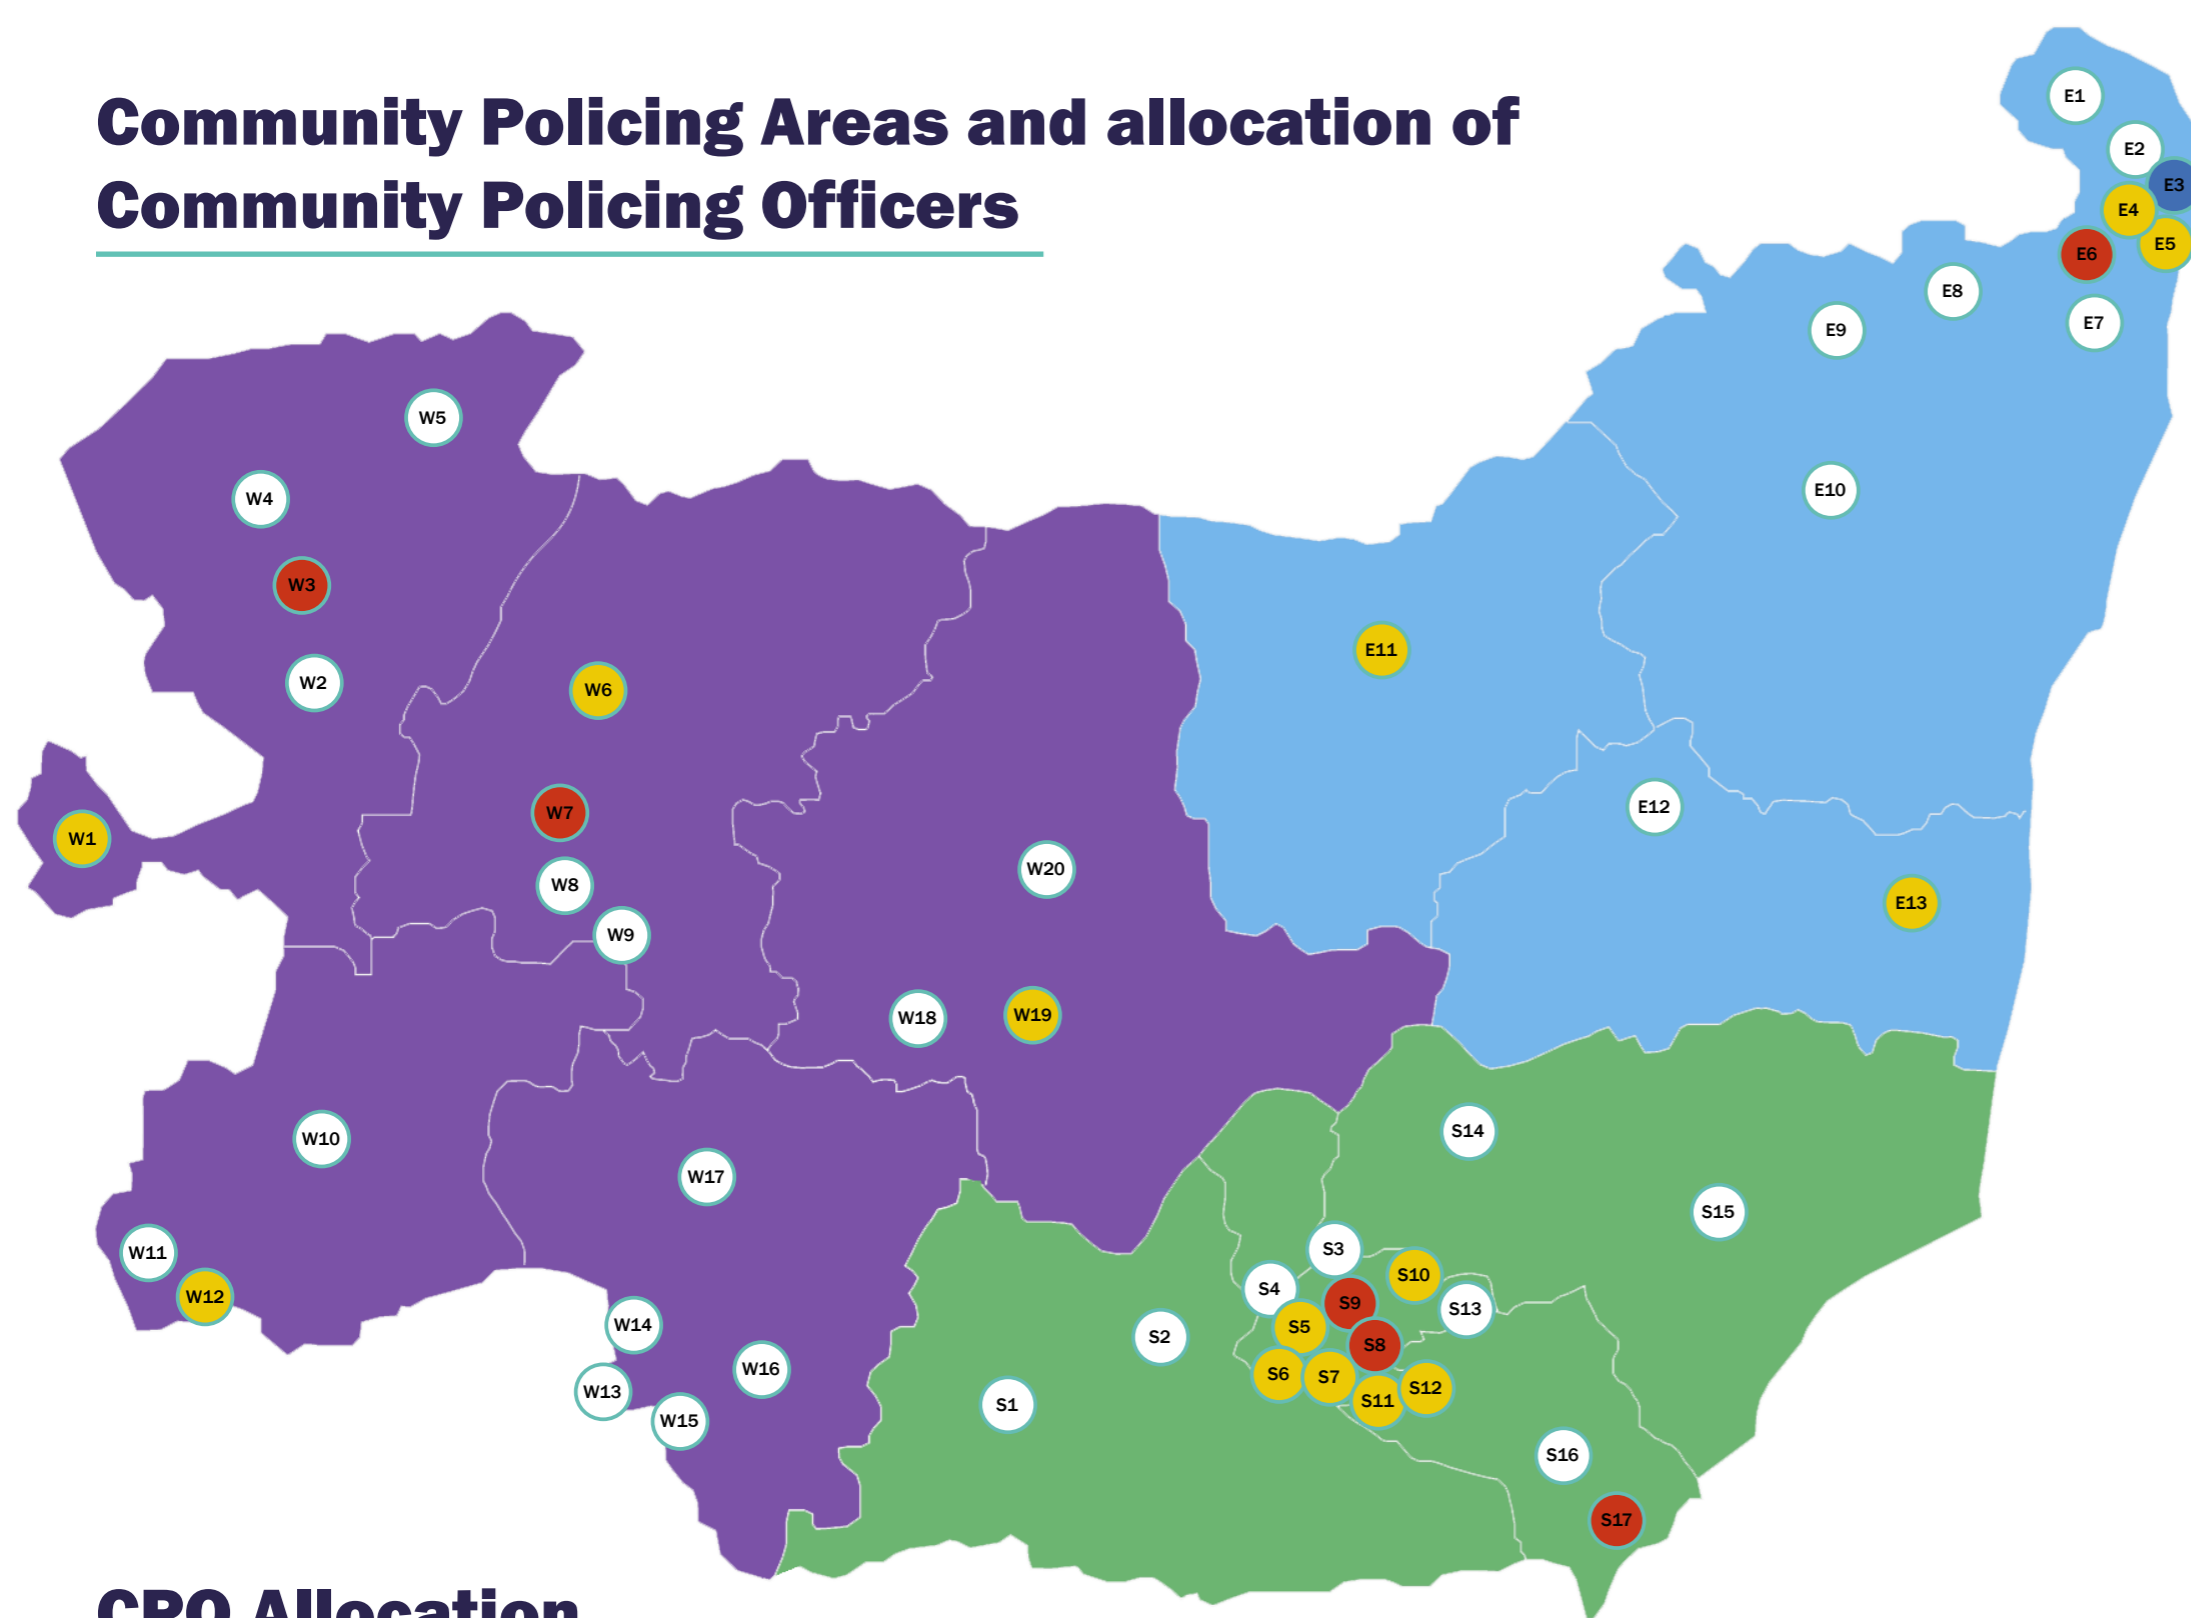 Community Policing Areas and allocation of
Community Policing Officers
E1
E2
E3
E4
E5
E6
E8
E7
E9
W5
W4
E10
W3
E11
W2
W6
E12
W7
W1
W20
W8
E13
W9
W18
W19
S14
W10
W17
S15
S3
W11
S10
S4
W12
S9
S13
W14
S5
S2
S8
W16
S6
S7
S12
W13
S11
S1
W15
S16
S17
CPO Allocation